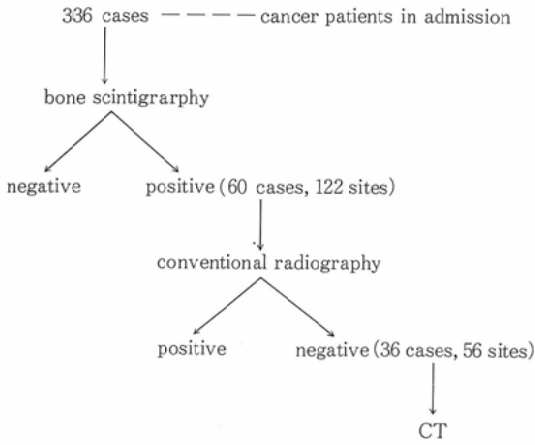 336 cases — — — — cancer patients in admission
bone scintigrarphy
negative positive (60 cases, 122 sites)
conventional radiography
positive negative (36 cases, 56 sites)
CT